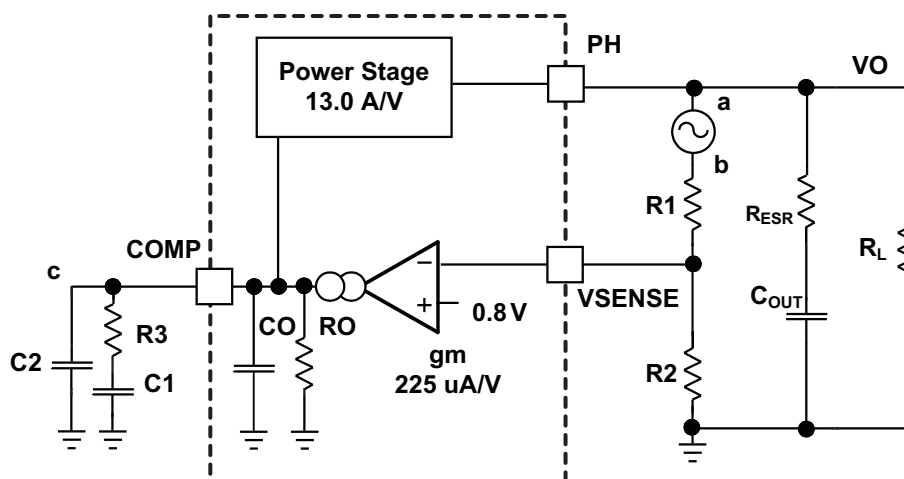 PH
Power Stage
13.0 A/V
VO
a
b
R1
RESR
COMP
RL
c
VSENSE
0.8 V
COUT
CO
RO
R3
C2
C1
gm
225 uA/V
R2
−
+